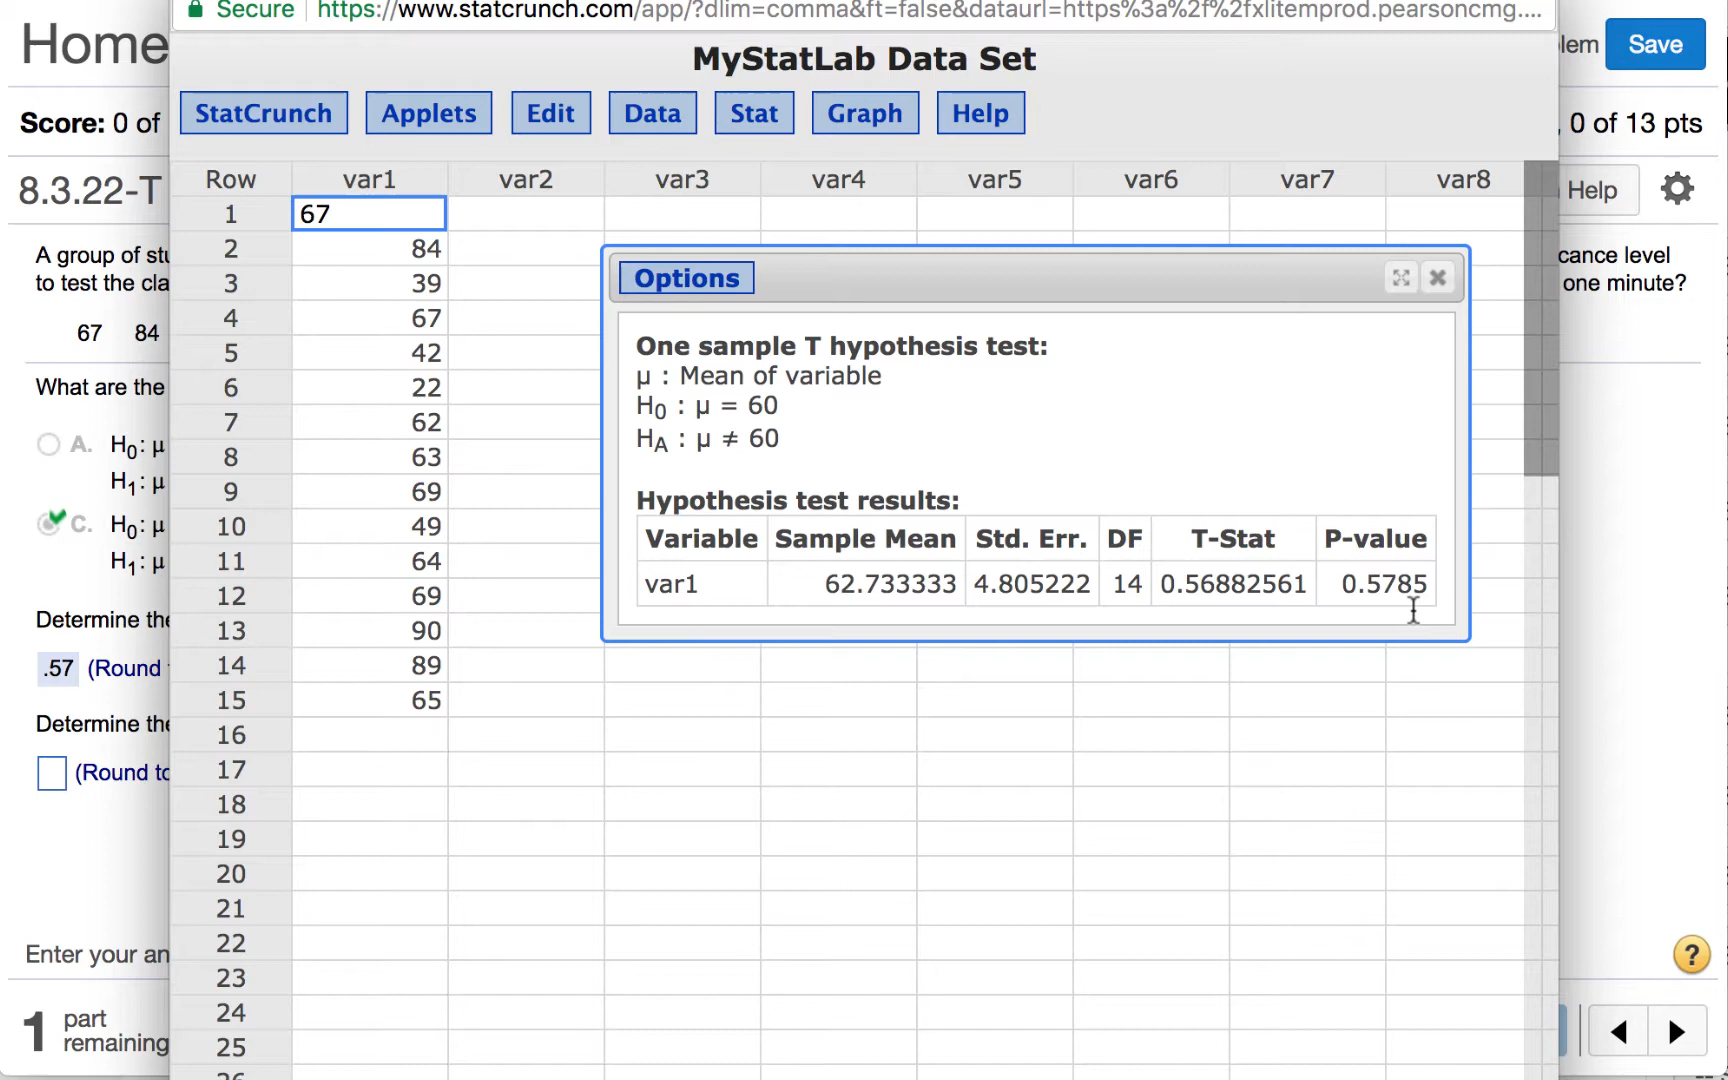 Secure https://www.statcrunch.com/app/?dlim=comma&ft=false&dataurl=https%3a%2f%2fxlitemprod.pearsoncmg....
Home
MyStatLab Data Set
lem Save
StatCrunch Applets Edit Data Stat Graph Help
Score: 0 of
, 0 of 13 pts
8.3.22-T
Help
Row var1 var2 var3 var4 var5 var6 var7 var8
1 67
2 84
3 39
4 67
5 42
6 22
7 62
8 63
9 69
10 49
11 64
12 69
13 90
14 89
15 65
16
17
18
19
20
21
22
23
24
25
A group of stu
cance level
to test the cla
one minute?
67 84
What are the
A. H0: μ
H1: μ
C. H0: μ
H1: μ
Determine the
.57 (Round
Determine the
(Round to
Enter your an
1 part
remaining
?
Options
One sample T hypothesis test:
μ : Mean of variable
H0 : μ = 60
HA : μ ≠ 60
Hypothesis test results:
Variable Sample Mean Std. Err. DF T-Stat P-value
var1 62.733333 4.805222 14 0.56882561 0.5785